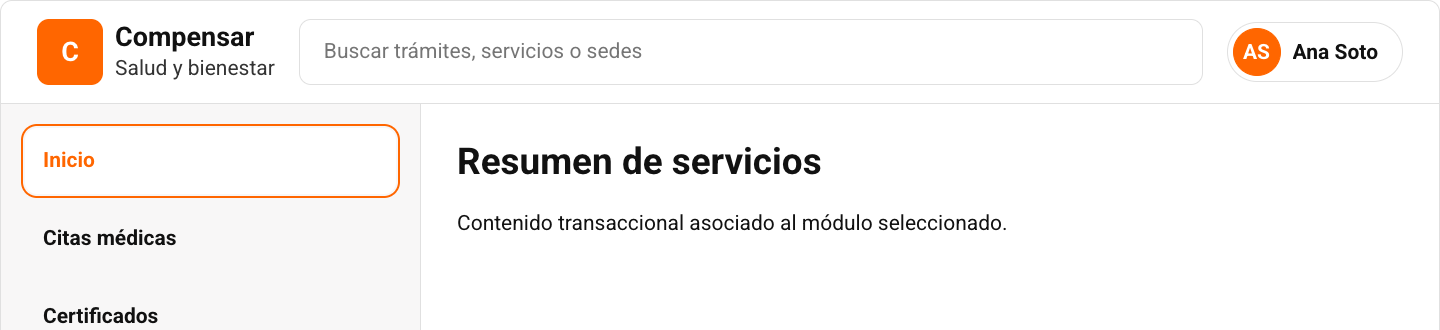 C
Compensar
Salud y bienestar
Buscar trámites, servicios o sedes
AS
Ana Soto
Inicio
Citas médicas
Certificados
Resumen de servicios
Contenido transaccional asociado al módulo seleccionado.